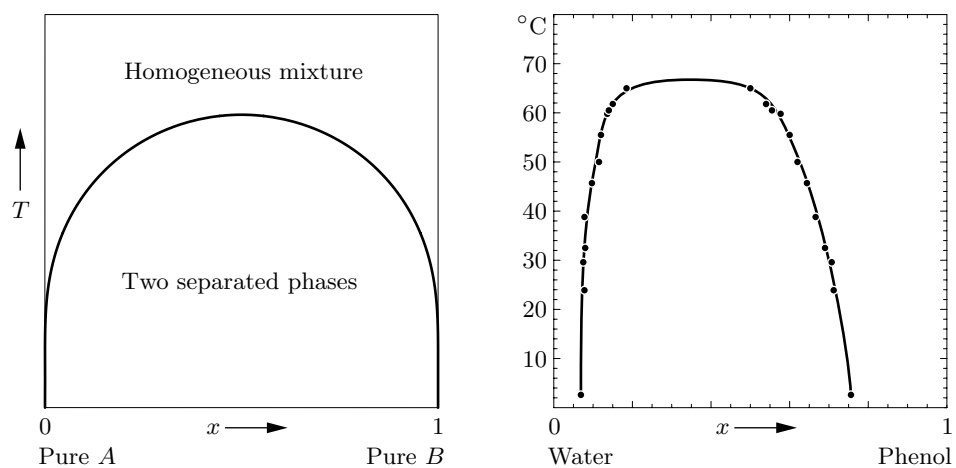 Homogeneous mixture
Two separated phases
T
0
x
1
Pure A
Pure B
°C
70
60
50
40
30
20
10
0
x
1
Water
Phenol